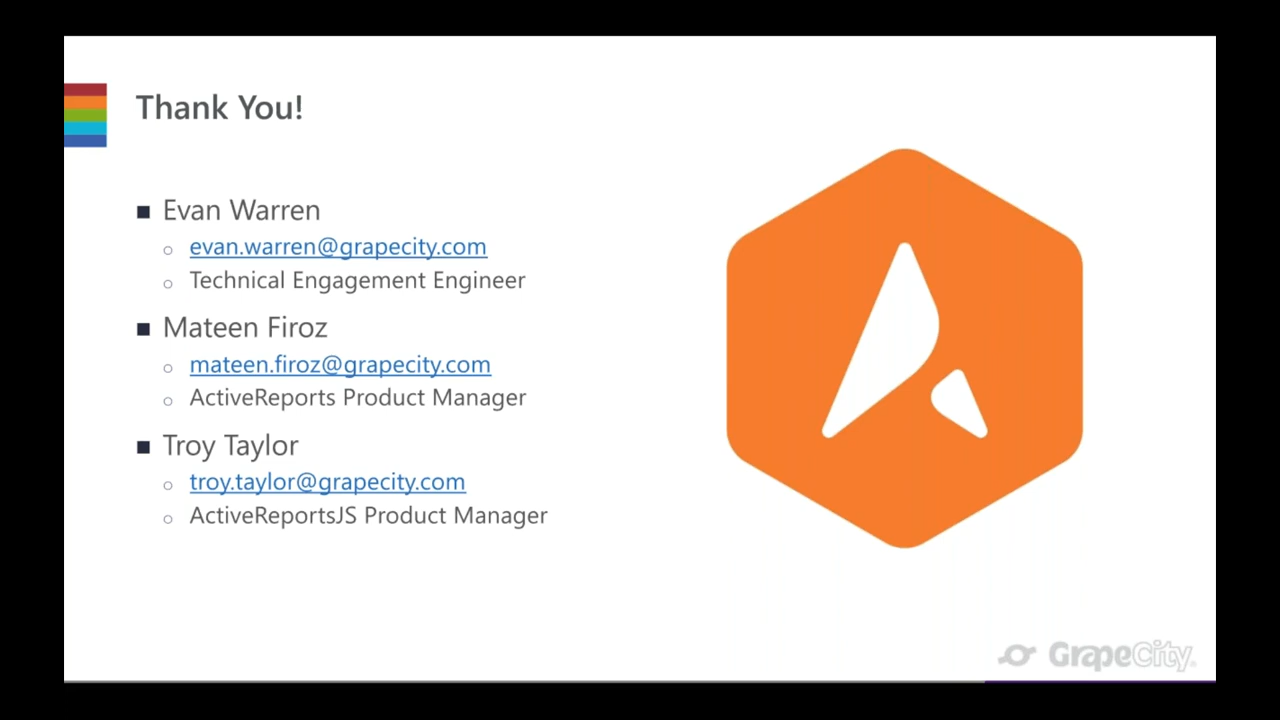 Thank You!
Evan Warren
evan.warren@grapecity.com
Technical Engagement Engineer
Mateen Firoz
mateen.firoz@grapecity.com
ActiveReports Product Manager
Troy Taylor
troy.taylor@grapecity.com
ActiveReportsJS Product Manager
GrapeCity